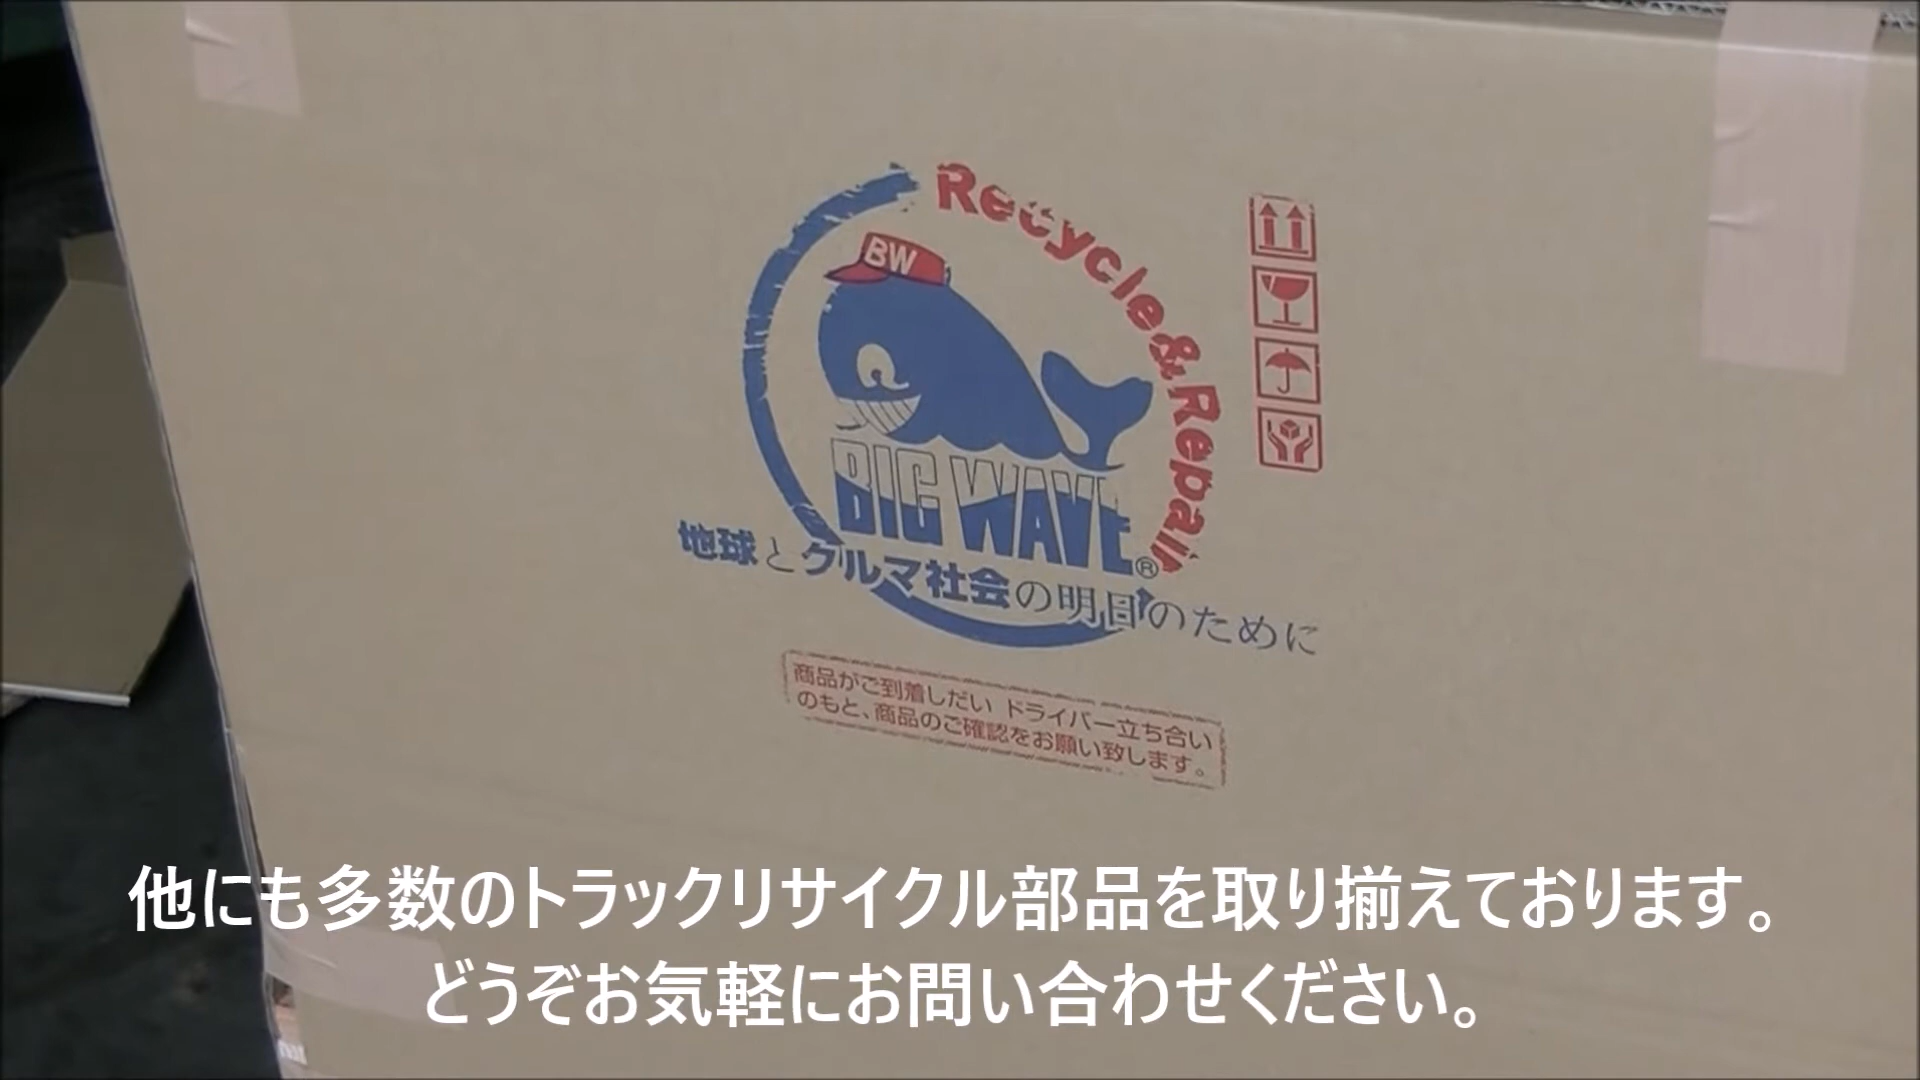 Recycle & Repair
BW
BIG WAVE®
地球とクルマ社会の明日のために
商品がご到着しだい ドライバー立ち合い
のもと、商品のご確認をお願い致します。
他にも多数のトラックリサイクル部品を取り揃えております。
どうぞお気軽にお問い合わせください。